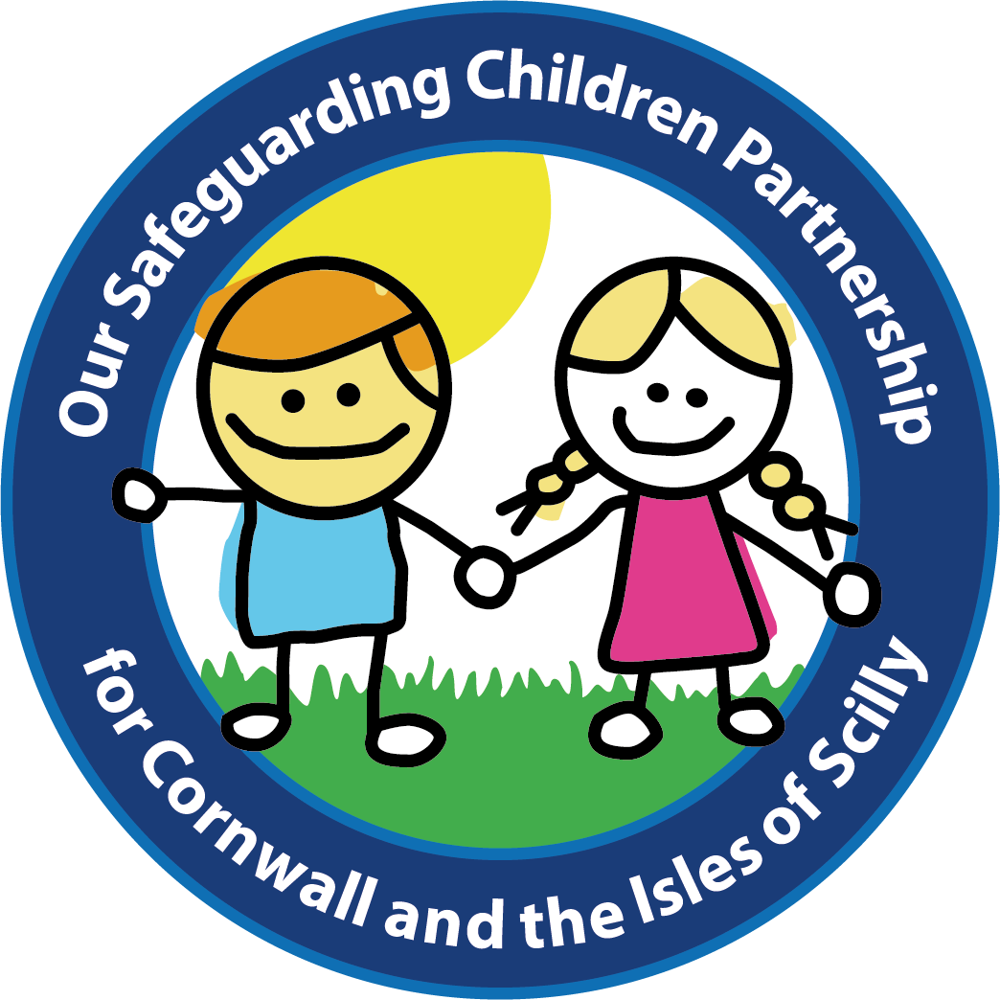 Our Safeguarding Children Partnership
for Cornwall and the Isles of Scilly